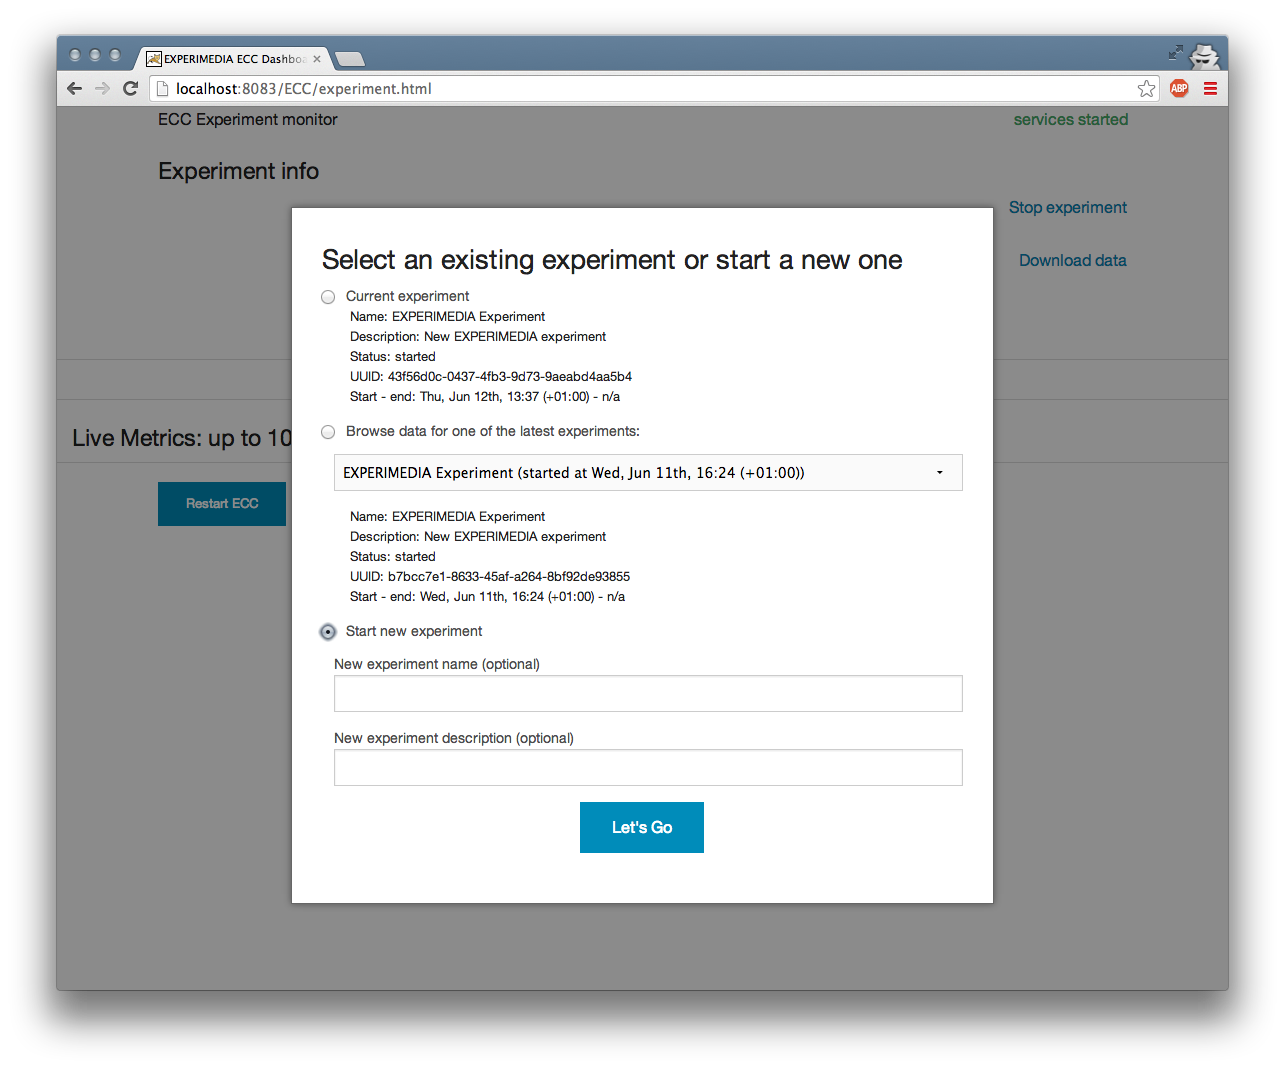 EXPERIMEDIA ECC Dashbo
localhost:8083/ECC/experiment.html
ABP
ECC Experiment monitor
services started
Experiment info
Stop experiment
Download data
Select an existing experiment or start a new one
Current experiment
Name: EXPERIMEDIA Experiment
Description: New EXPERIMEDIA experiment
Status: started
UUID: 43f56d0c-0437-4fb3-9d73-9aeabd4aa5b4
Start - end: Thu, Jun 12th, 13:37 (+01:00) - n/a
Browse data for one of the latest experiments:
Live Metrics: up to 10
EXPERIMEDIA Experiment (started at Wed, Jun 11th, 16:24 (+01:00))
Restart ECC
Name: EXPERIMEDIA Experiment
Description: New EXPERIMEDIA experiment
Status: started
UUID: b7bcc7e1-8633-45af-a264-8bf92de93855
Start - end: Wed, Jun 11th, 16:24 (+01:00) - n/a
Start new experiment
New experiment name (optional)
New experiment description (optional)
Let's Go